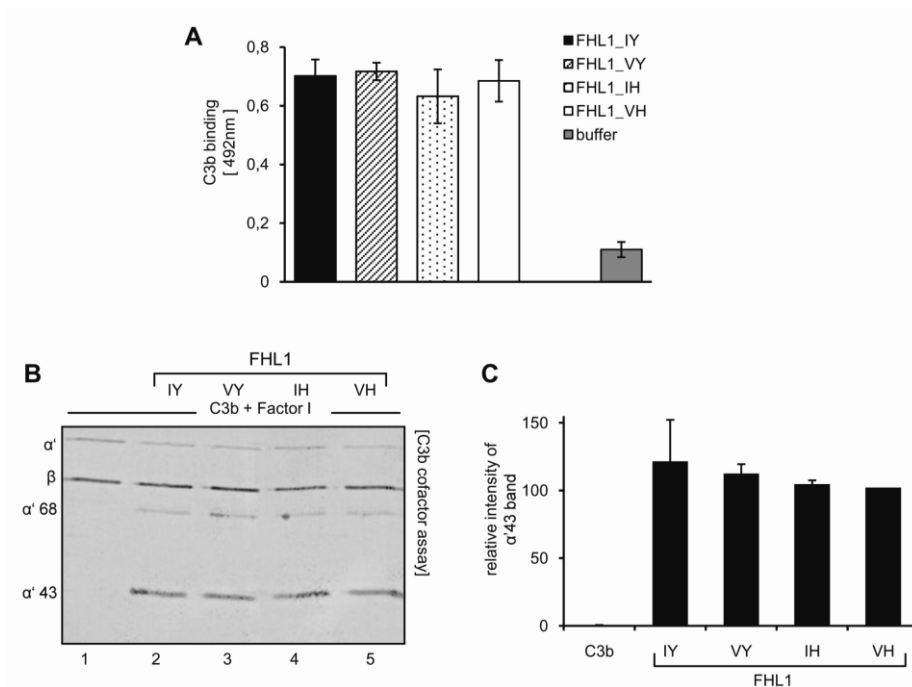 A
C3b binding
[ 492nm]
0,8
0,6
0,4
0,2
0
FHL1_IY
FHL1_VY
FHL1_IH
FHL1_VH
buffer
B
FHL1
IY VY IH VH
C3b + Factor I
α'
β
α' 68
α' 43
[C3b cofactor
assay]
1 2 3 4 5
C
relative intensity of
α'43 band
150
100
50
0
C3b IY VY IH VH
FHL1